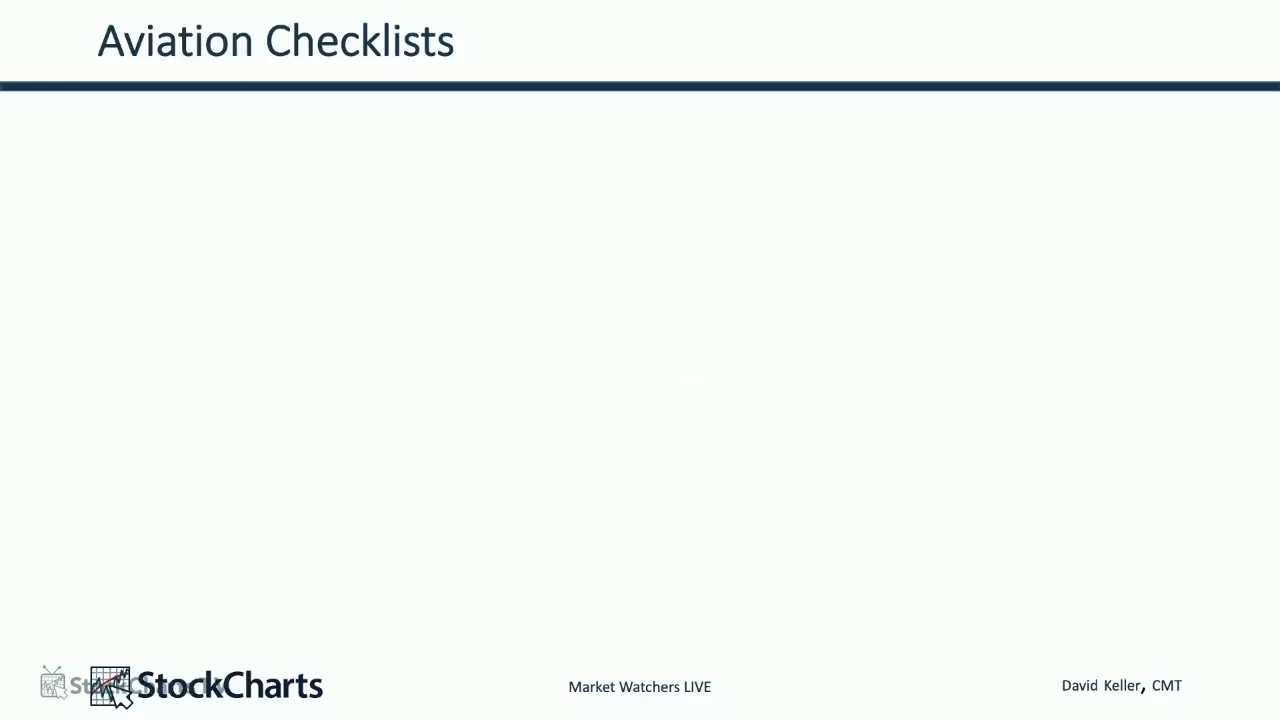 Aviation Checklists
StockCharts
Market Watchers LIVE
David Keller, CMT